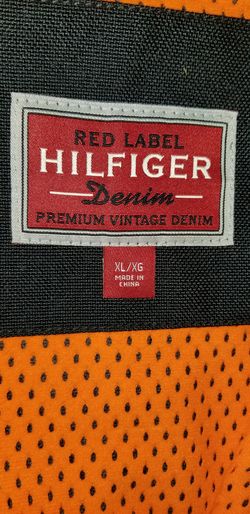 RED LABEL
HILFIGER
Denim
PREMIUM VINTAGE DENIM
XL/XG
MADE IN
CHINA